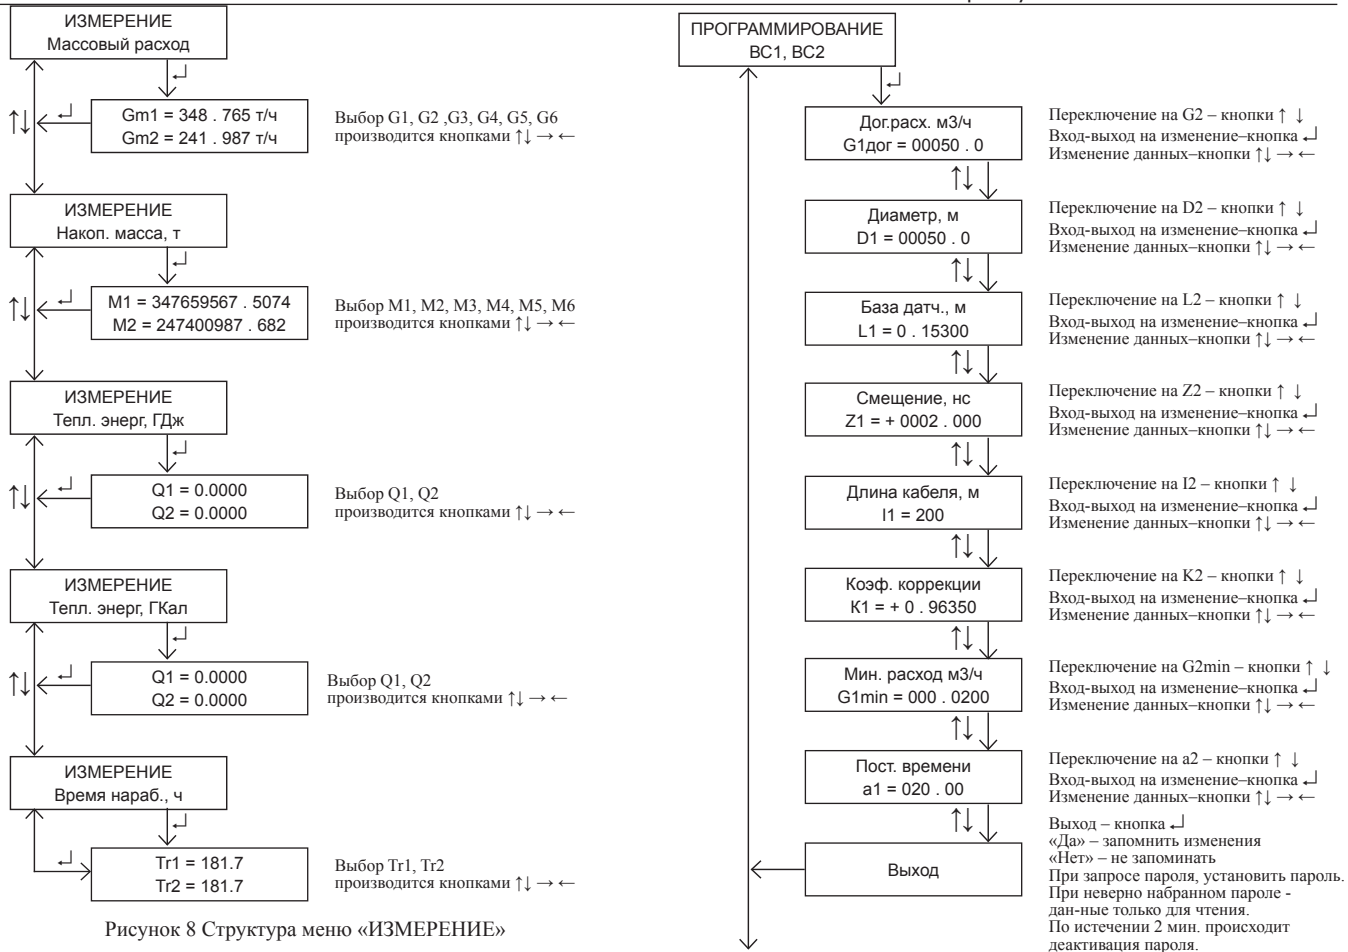 ИЗМЕРЕНИЕ
Массовый расход
Gm1 = 348 . 765 т/ч
Gm2 = 241 . 987 т/ч
Выбор G1, G2 ,G3, G4, G5, G6
производится кнопками ↑↓ → ←
ИЗМЕРЕНИЕ
Накоп. масса, т
M1 = 347659567 . 5074
M2 = 247400987 . 682
Выбор M1, M2, M3, M4, M5, M6
производится кнопками ↑↓ → ←
ИЗМЕРЕНИЕ
Тепл. энерг, ГДж
Q1 = 0.0000
Q2 = 0.0000
Выбор Q1, Q2
производится кнопками ↑↓ → ←
ИЗМЕРЕНИЕ
Тепл. энерг, ГКал
Q1 = 0.0000
Q2 = 0.0000
Выбор Q1, Q2
производится кнопками ↑↓ → ←
ИЗМЕРЕНИЕ
Время нараб., ч
Tr1 = 181.7
Tr2 = 181.7
Выбор Tr1, Tr2
производится кнопками ↑↓ → ←
Рисунок 8 Структура меню «ИЗМЕРЕНИЕ»
ПРОГРАММИРОВАНИЕ
ВС1, ВС2
Дог.расх. м3/ч
G1дог = 00050 . 0
Переключение на G2 – кнопки ↑ ↓
Вход-выход на изменение–кнопка ↵
Изменение данных–кнопки ↑↓ → ←
Диаметр, м
D1 = 00050 . 0
Переключение на D2 – кнопки ↑ ↓
Вход-выход на изменение–кнопка ↵
Изменение данных–кнопки ↑↓ → ←
База датч., м
L1 = 0 . 15300
Переключение на L2 – кнопки ↑ ↓
Вход-выход на изменение–кнопка ↵
Изменение данных–кнопки ↑↓ → ←
Смещение, нс
Z1 = + 0002 . 000
Переключение на Z2 – кнопки ↑ ↓
Вход-выход на изменение–кнопка ↵
Изменение данных–кнопки ↑↓ → ←
Длина кабеля, м
I1 = 200
Переключение на I2 – кнопки ↑ ↓
Вход-выход на изменение–кнопка ↵
Изменение данных–кнопки ↑↓ → ←
Коэф. коррекции
К1 = + 0 . 96350
Переключение на K2 – кнопки ↑ ↓
Вход-выход на изменение–кнопка ↵
Изменение данных–кнопки ↑↓ → ←
Мин. расход м3/ч
G1min = 000 . 0200
Переключение на G2min – кнопки ↑ ↓
Вход-выход на изменение–кнопка ↵
Изменение данных–кнопки ↑↓ → ←
Пост. времени
a1 = 020 . 00
Переключение на a2 – кнопки ↑ ↓
Вход-выход на изменение–кнопка ↵
Изменение данных–кнопки ↑↓ → ←
Выход
Выход – кнопка ↵
«Да» – запомнить изменения
«Нет» – не запоминать
При запросе пароля, установить пароль.
При неверно набранном пароле -
дан-ные только для чтения.
По истечении 2 мин. происходит
деактивация пароля.